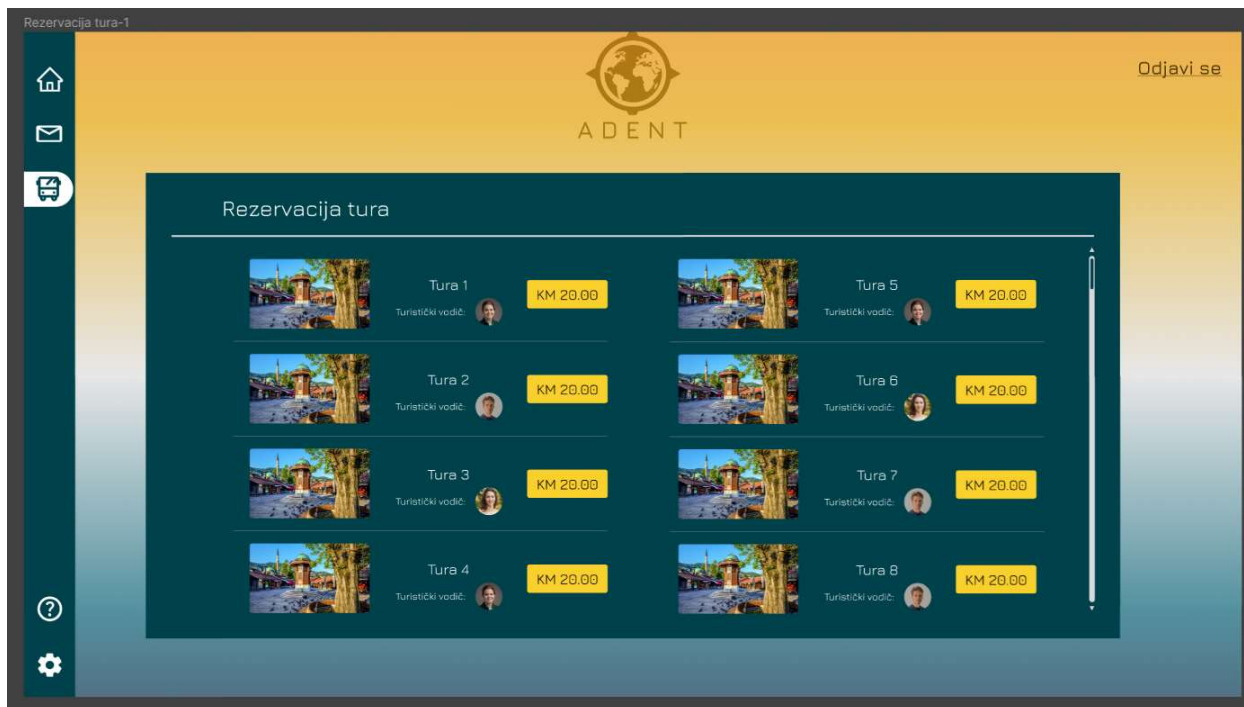 Rezervacija tura-1
Odjavi se
ADENT
Rezervacija tura
Tura 1
Turistički vodič:
KM 20.00
Tura 2
Turistički vodič:
KM 20.00
Tura 3
Turistički vodič:
KM 20.00
Tura 4
Turistički vodič:
KM 20.00
Tura 5
Turistički vodič:
KM 20.00
Tura 6
Turistički vodič:
KM 20.00
Tura 7
Turistički vodič:
KM 20.00
Tura 8
Turistički vodič:
KM 20.00